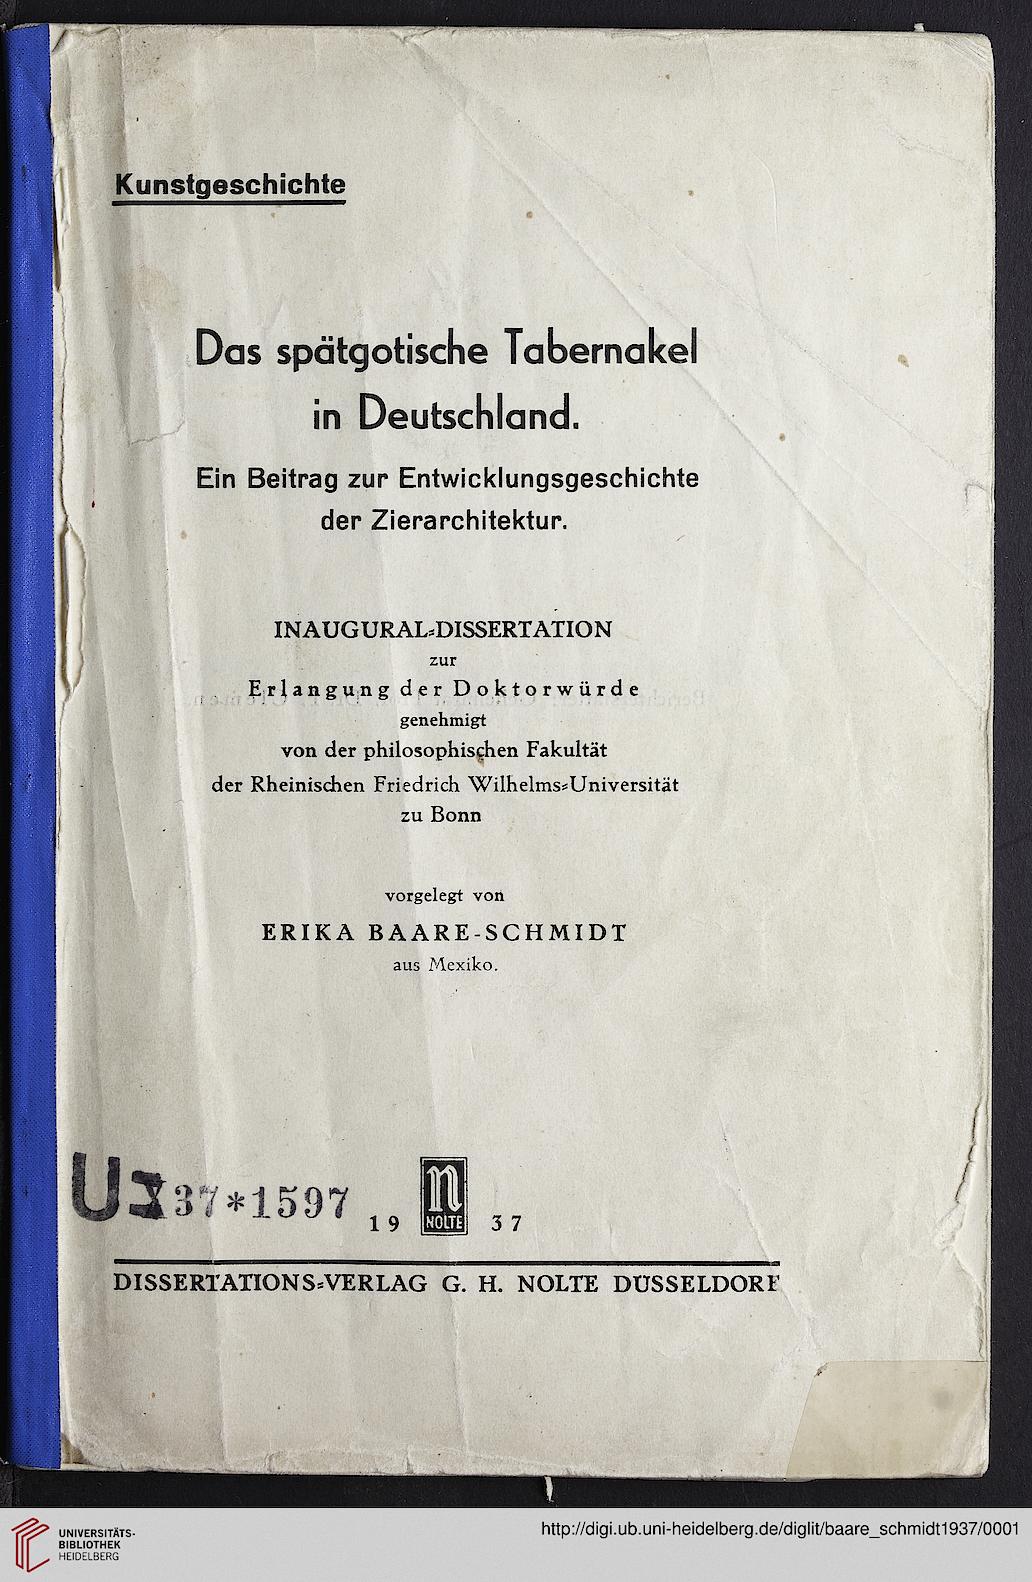 Kunstgeschichte
Das spätgotische Tabernakel
in Deutschland.
Ein Beitrag zur Entwicklungsgeschichte
der Zierarchitektur.
INAUGURAL=DISSERTATION
zur
Erlangung der Doktorwürde
genehmigt
von der philosophischen Fakultät
der Rheinischen Friedrich Wilhelms=Universität
zu Bonn
vorgelegt von
ERIKA BAARE-SCHMIDT
aus Mexiko.
37*1597
19 37
NOLTE
DISSERTATIONS=VERLAG G. H. NOLTE DÜSSELDORF
UNIVERSITÄTS-
BIBLIOTHEK
HEIDELBERG
http://digi.ub.uni-heidelberg.de/diglit/baare_schmidt1937/0001